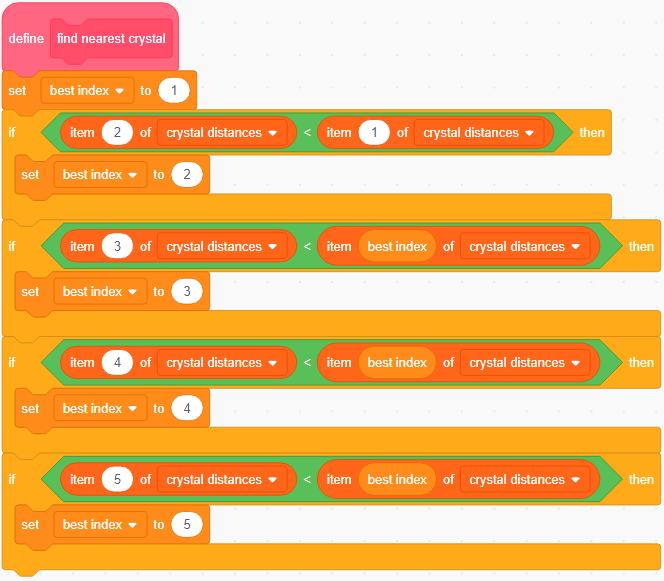 define find nearest crystal
set best index to 1
if item 2 of crystal distances < item 1 of crystal distances then
set best index to 2
if item 3 of crystal distances < item best index of crystal distances then
set best index to 3
if item 4 of crystal distances < item best index of crystal distances then
set best index to 4
if item 5 of crystal distances < item best index of crystal distances then
set best index to 5